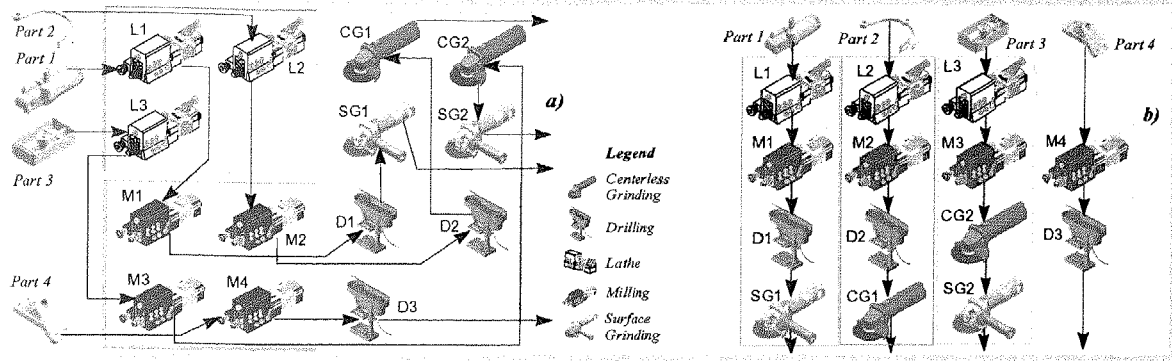 Part 2
Part 1
L1
L2
L3
Part 3
M1
M2
Part 4
M3
M4
CG1
CG2
SG1
SG2
D1
D2
D3
a)
Legend
Centerless
Grinding
Drilling
Lathe
Milling
Surface
Grinding
Part 1
Part 2
Part 3
Part 4
L1
L2
L3
b)
M1
M2
M3
M4
D1
D2
CG2
D3
SG1
CG1
SG2